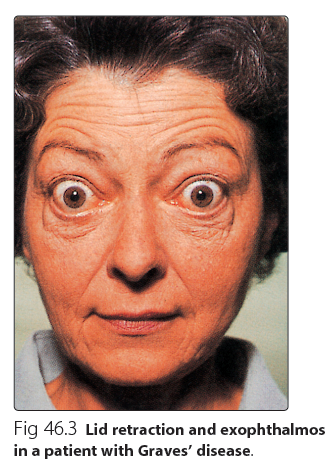 Fig 46.3 Lid retraction and exophthalmos
in a patient with Graves’ disease.